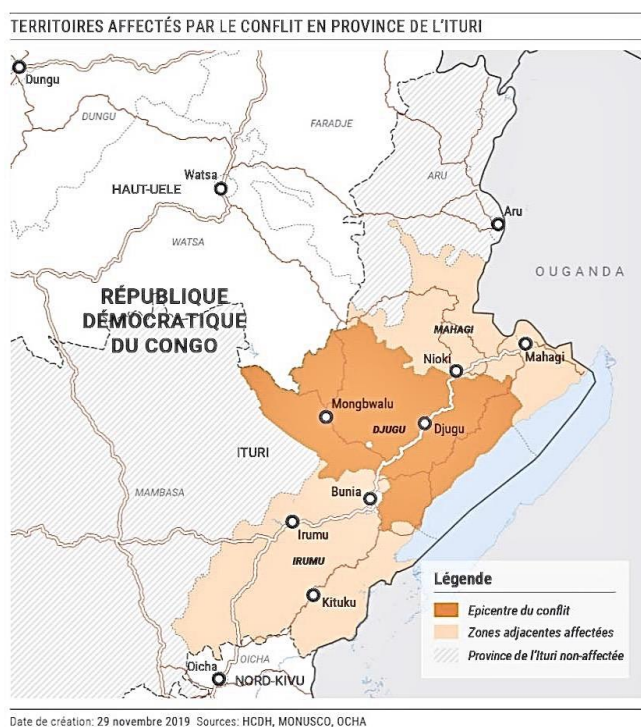 TERRITOIRES AFFECTÉS PAR LE CONFLIT EN PROVINCE DE L'ITURI
Dungu
DUNGU
FARADJE
ARU
Watsa
HAUT-UELE
Aru
WATSA
OUGANDA
RÉPUBLIQUE
DÉMOCRATIQUE
DU CONGO
MAHAGI
Nioki
Mahagi
Mongbwalu
DJUGU
Djugu
ITURI
MAMBASA
Bunia
Irumu
IRUMU
Kituku
Légende
Epicentre du conflit
Zones adjacentes affectées
Province de l'Ituri non-affectée
Oicha
OICHA
NORD-KIVU
Date de création: 29 novembre 2019 Sources: HCDH, MONUSCO, OCHA